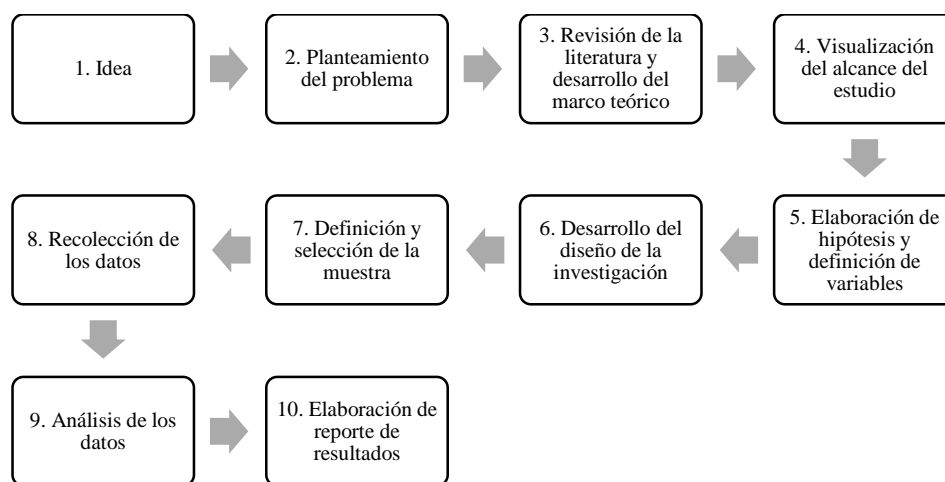 1. Idea
2. Planteamiento
del problema
3. Revisión de la
literatura y
desarrollo del
marco teórico
4. Visualización
del alcance del
estudio
5. Elaboración de
hipótesis y
definición de
variables
6. Desarrollo del
diseño de la
investigación
7. Definición y
selección de la
muestra
8. Recolección de
los datos
9. Análisis de los
datos
10. Elaboración de
reporte de
resultados